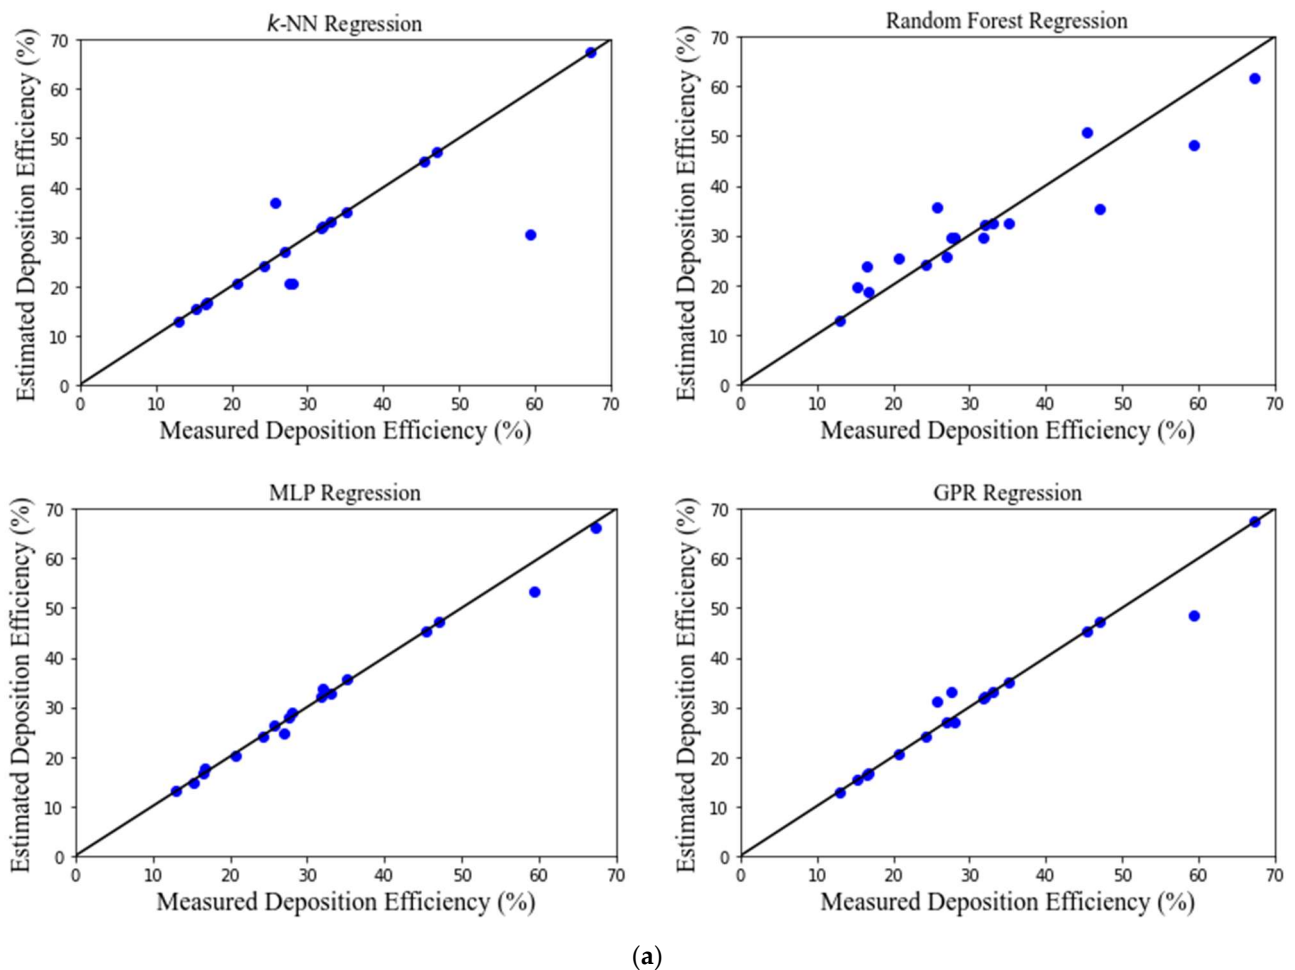 k-NN Regression
Estimated Deposition Efficiency (%)
70
60
50
40
30
20
10
0
0 10 20 30 40 50 60 70
Measured Deposition Efficiency (%)
Random Forest Regression
Estimated Deposition Efficiency (%)
70
60
50
40
30
20
10
0
0 10 20 30 40 50 60 70
Measured Deposition Efficiency (%)
MLP Regression
Estimated Deposition Efficiency (%)
70
60
50
40
30
20
10
0
0 10 20 30 40 50 60 70
Measured Deposition Efficiency (%)
GPR Regression
Estimated Deposition Efficiency (%)
70
60
50
40
30
20
10
0
0 10 20 30 40 50 60 70
Measured Deposition Efficiency (%)
(a)